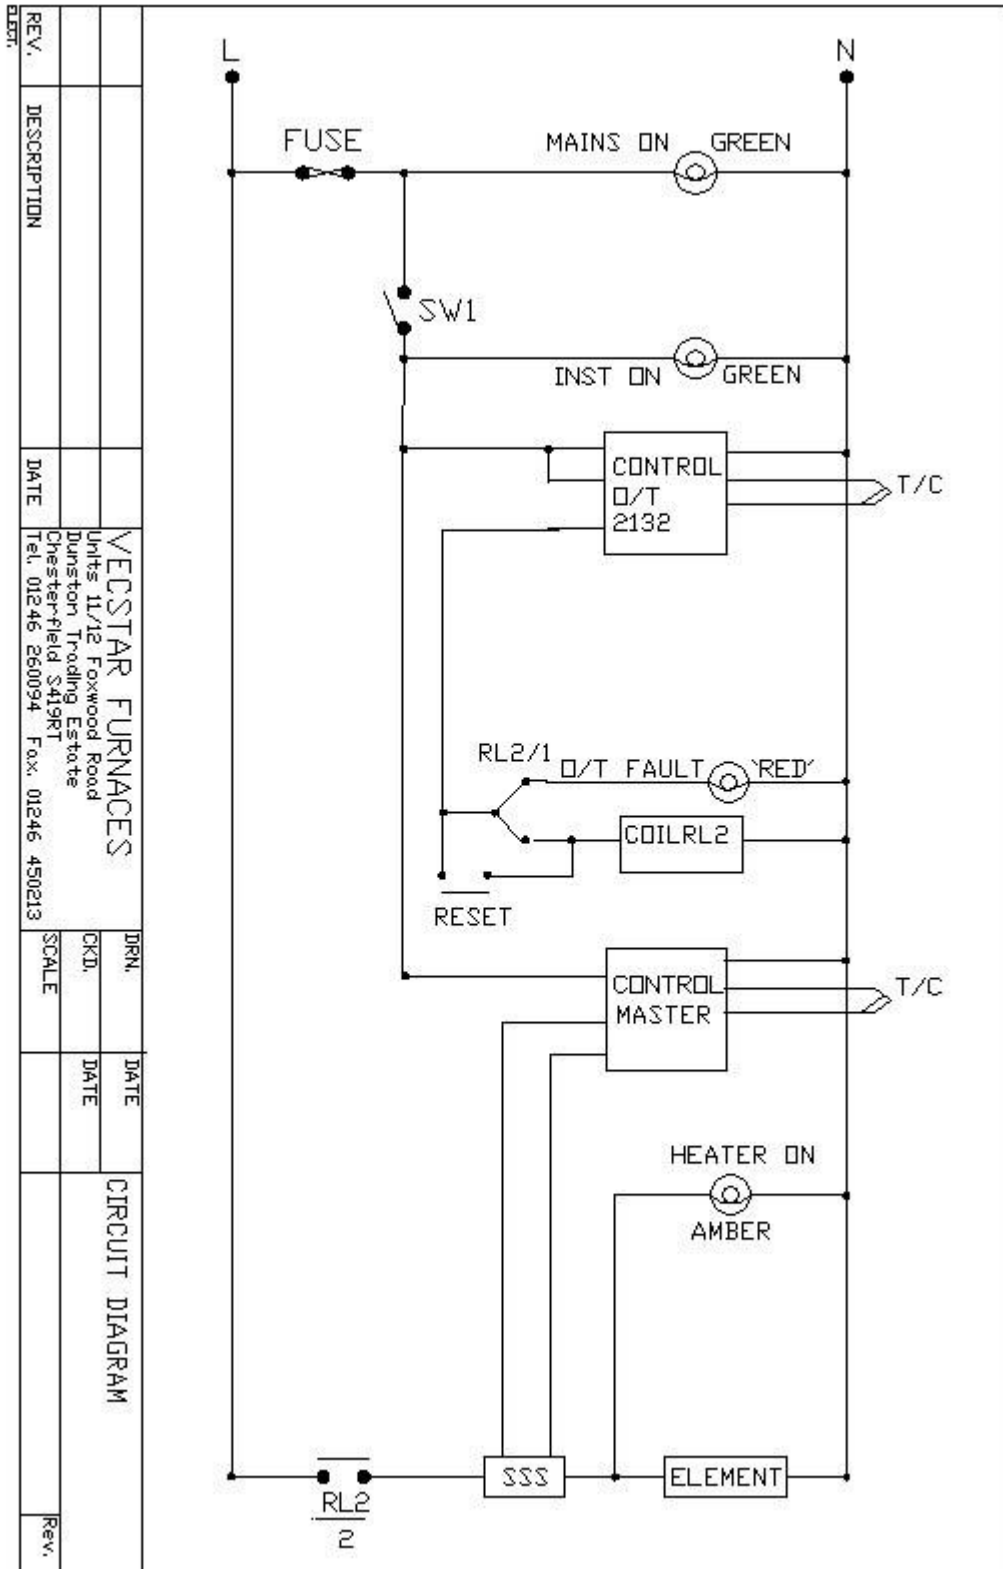 L
N
FUSE
MAINS ON
GREEN
SW1
INST ON
GREEN
CONTROL
O/T
2132
T/C
RL2/1
O/T FAULT
'RED'
COILRL2
RESET
CONTROL
MASTER
T/C
HEATER ON
AMBER
SSS
ELEMENT
RL2
2
ELECT.
REV.
DESCRIPTION
DATE
VECSTAR FURNACES
Units 11/12 Foxwood Road
Dunston Trading Estate
Chesterfield S419RT
Tel. 01246 260094 Fax. 01246 450213
DRN.
DATE
CKD.
DATE
SCALE
CIRCUIT DIAGRAM
Rev.